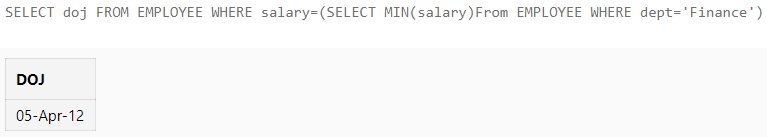 SELECT doj FROM EMPLOYEE WHERE salary=(SELECT MIN(salary)From EMPLOYEE WHERE dept='Finance')
DOJ
05-Apr-12